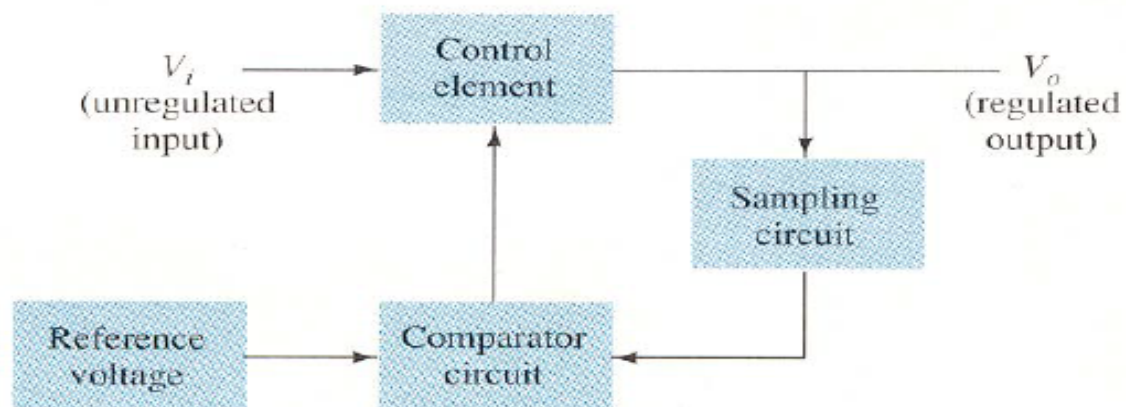 Control
element
V_i
(unregulated
input)
V_o
(regulated
output)
Sampling
circuit
Reference
voltage
Comparator
circuit